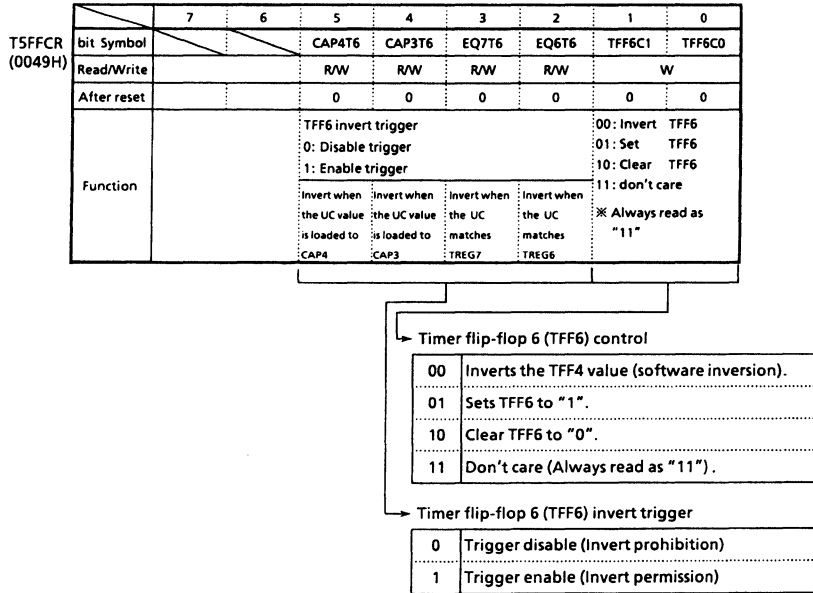 7 6 5 4 3 2 1 0
T5FFCR
(0049H)
bit Symbol CAP4T6 CAP3T6 EQ7T6 EQ6T6 TFF6C1 TFF6C0
Read/Write R/W R/W R/W R/W W
After reset 0 0 0 0 0 0
Function
TFF6 invert trigger
0: Disable trigger
1: Enable trigger
Invert when the UC value is loaded to CAP4
Invert when the UC value is loaded to CAP3
Invert when the UC matches TREG7
Invert when the UC matches TREG6
00: Invert TFF6
01: Set TFF6
10: Clear TFF6
11: don't care
※ Always read as
"11"
Timer flip-flop 6 (TFF6) control
00 Inverts the TFF4 value (software inversion).
01 Sets TFF6 to "1".
10 Clear TFF6 to "0".
11 Don't care (Always read as "11").
Timer flip-flop 6 (TFF6) invert trigger
0 Trigger disable (Invert prohibition)
1 Trigger enable (Invert permission)